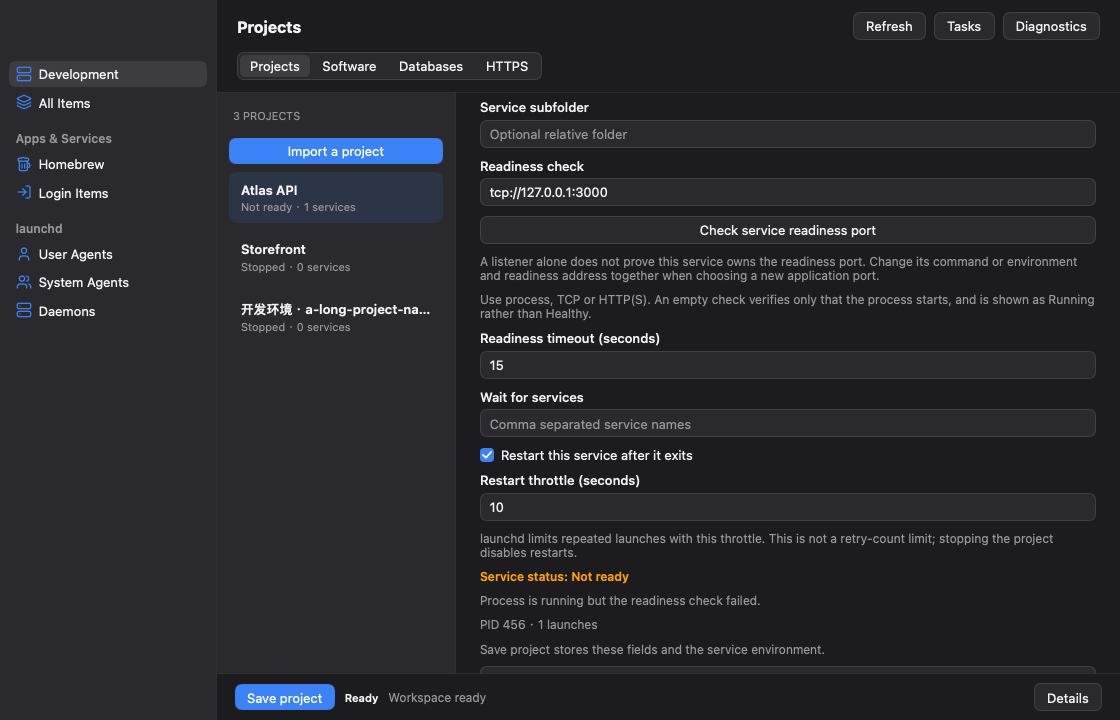 Development
All Items
Apps & Services
Homebrew
Login Items
launchd
User Agents
System Agents
Daemons
Projects
Refresh
Tasks
Diagnostics
Projects
Software
Databases
HTTPS
3 PROJECTS
Import a project
Atlas API
Not ready · 1 services
Storefront
Stopped · 0 services
开发环境 · a-long-project-na...
Stopped · 0 services
Service subfolder
Optional relative folder
Readiness check
tcp://127.0.0.1:3000
Check service readiness port
A listener alone does not prove this service owns the readiness port. Change its command or environment
and readiness address together when choosing a new application port.
Use process, TCP or HTTP(S). An empty check verifies only that the process starts, and is shown as Running
rather than Healthy.
Readiness timeout (seconds)
15
Wait for services
Comma separated service names
Restart this service after it exits
Restart throttle (seconds)
10
launchd limits repeated launches with this throttle. This is not a retry-count limit; stopping the project
disables restarts.
Service status: Not ready
Process is running but the readiness check failed.
PID 456 · 1 launches
Save project stores these fields and the service environment.
Save project
Ready
Workspace ready
Details